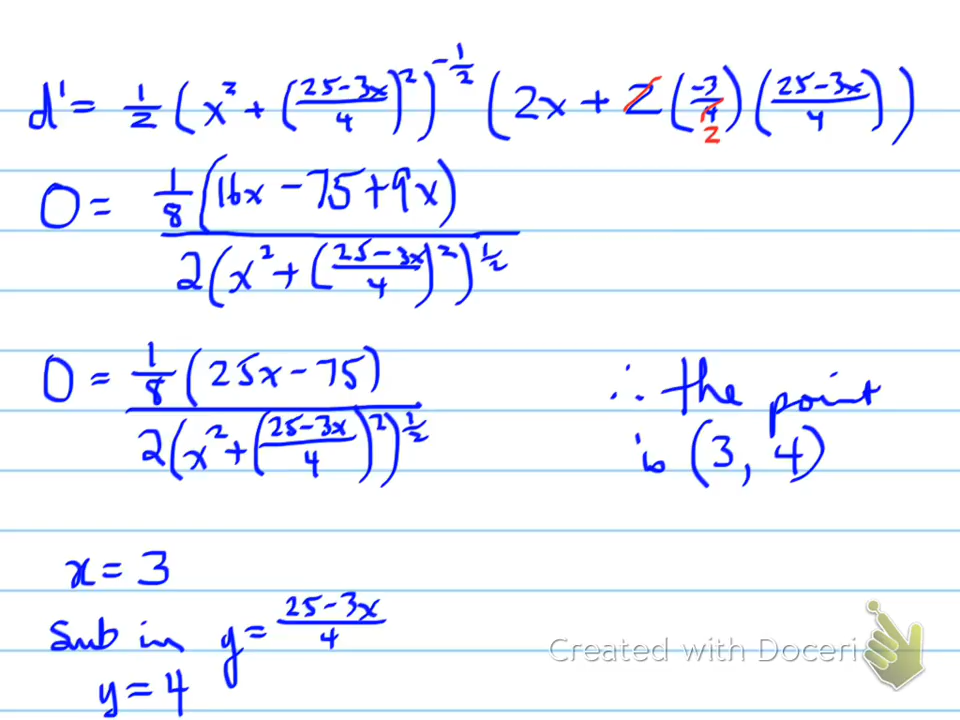 d' = 1/2 (x² + ((25-3x)/4)²)^(-1/2) (2x + 2(-3/4)((25-3x)/4))
2
0 = 1/8 (16x - 75 + 9x) / 2(x² + ((25-3x)/4)²)^(1/2)
0 = 1/8 (25x - 75) / 2(x² + ((25-3x)/4)²)^(1/2)
∴ the point
is (3, 4)
x = 3
Sub in y = (25-3x)/4
y = 4
Created with Doceri